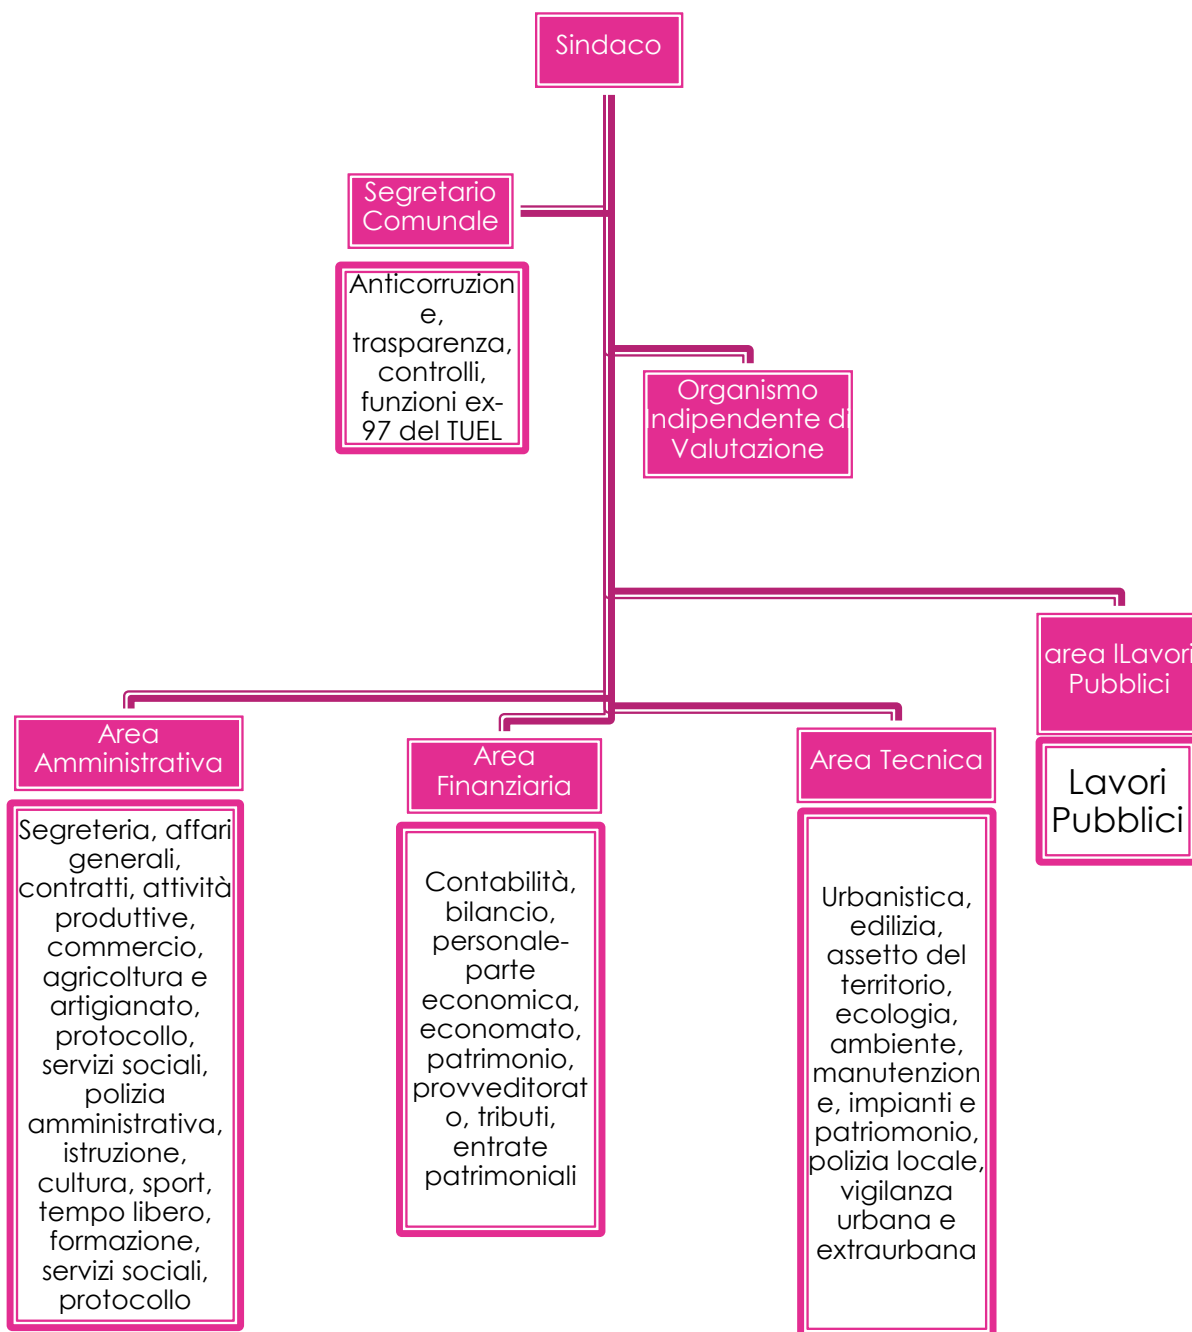 Sindaco
Segretario
Comunale
Anticorruzion
e,
trasparenza,
controlli,
funzioni ex-
97 del TUEL
Organismo
Indipendente di
Valutazione
area lLavori
Pubblici
Lavori
Pubblici
Area
Amministrativa
Segreteria, affari
generali,
contratti, attività
produttive,
commercio,
agricoltura e
artigianato,
protocollo,
servizi sociali,
polizia
amministrativa,
istruzione,
cultura, sport,
tempo libero,
formazione,
servizi sociali,
protocollo
Area
Finanziaria
Contabilità,
bilancio,
personale-
parte
economica,
economato,
patrimonio,
provveditorat
o, tributi,
entrate
patrimoniali
Area Tecnica
Urbanistica,
edilizia,
assetto del
territorio,
ecologia,
ambiente,
manutenzion
e, impianti e
patriomonio,
polizia locale,
vigilanza
urbana e
extraurbana